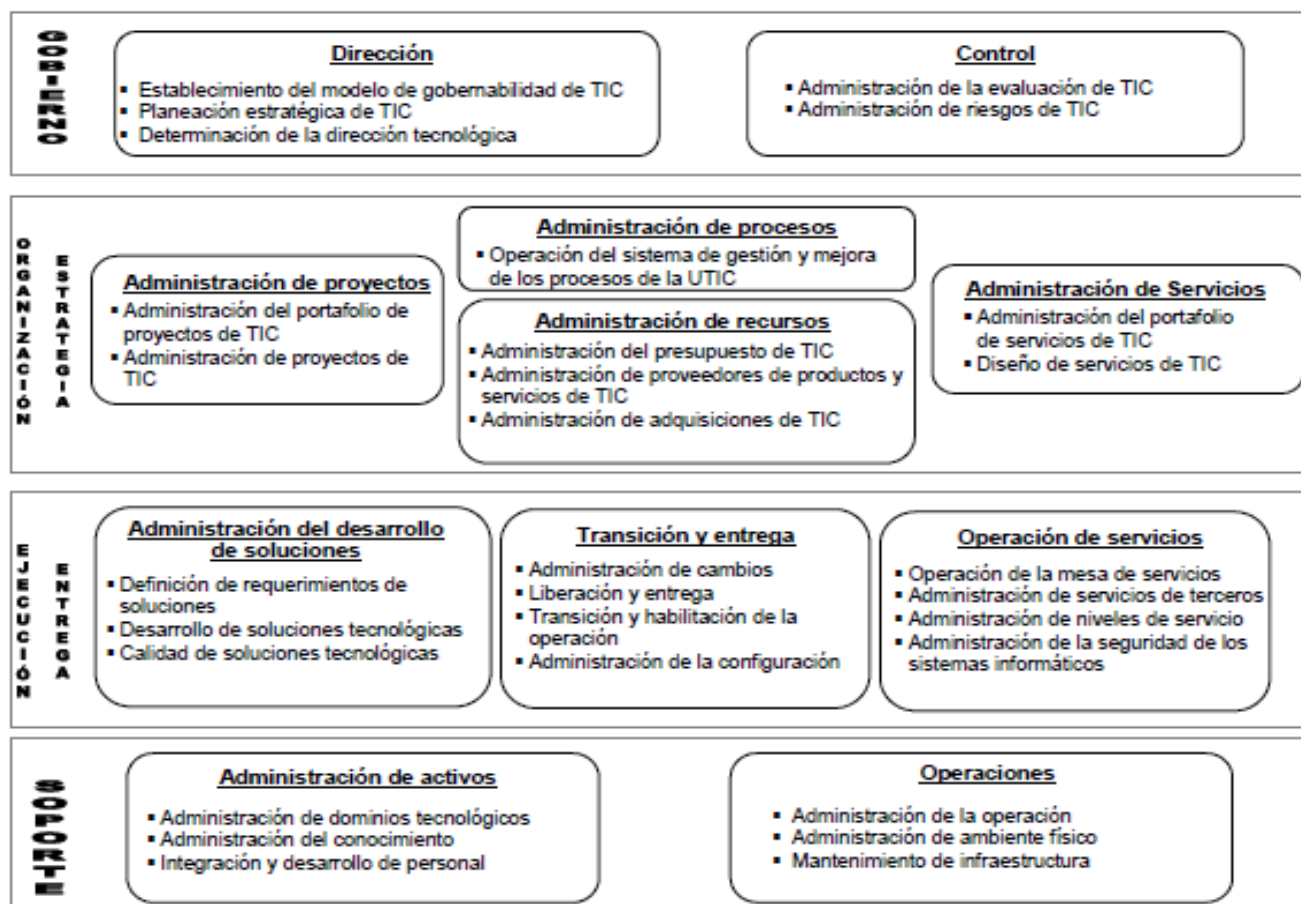 GOBIERNO
Dirección
▪ Establecimiento del modelo de gobernabilidad de TIC
▪ Planeación estratégica de TIC
▪ Determinación de la dirección tecnológica
Control
▪ Administración de la evaluación de TIC
▪ Administración de riesgos de TIC
ORGANIZACIÓN
ESTRATEGIA
Administración de proyectos
▪ Administración del portafolio de
proyectos de TIC
▪ Administración de proyectos de
TIC
Administración de procesos
▪ Operación del sistema de gestión y mejora
de los procesos de la UTIC
Administración de recursos
▪ Administración del presupuesto de TIC
▪ Administración de proveedores de productos y
servicios de TIC
▪ Administración de adquisiciones de TIC
Administración de Servicios
▪ Administración del portafolio
de servicios de TIC
▪ Diseño de servicios de TIC
EJECUCIÓN
ENTREGA
Administración del desarrollo
de soluciones
▪ Definición de requerimientos de
soluciones
▪ Desarrollo de soluciones tecnológicas
▪ Calidad de soluciones tecnológicas
Transición y entrega
▪ Administración de cambios
▪ Liberación y entrega
▪ Transición y habilitación de la
operación
▪ Administración de la configuración
Operación de servicios
▪ Operación de la mesa de servicios
▪ Administración de servicios de terceros
▪ Administración de niveles de servicio
▪ Administración de la seguridad de los
sistemas informáticos
SOPORTE
Administración de activos
▪ Administración de dominios tecnológicos
▪ Administración del conocimiento
▪ Integración y desarrollo de personal
Operaciones
▪ Administración de la operación
▪ Administración de ambiente físico
▪ Mantenimiento de infraestructura